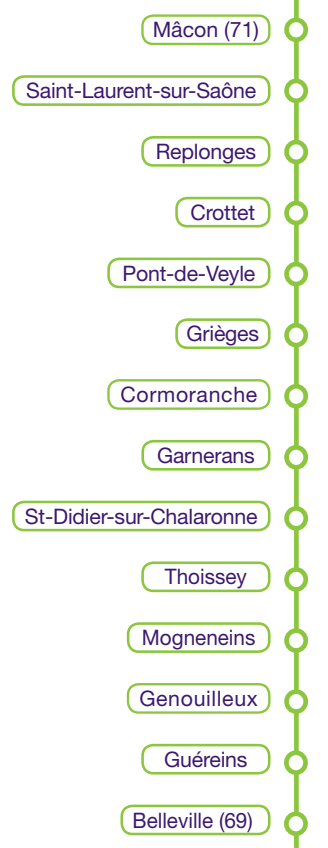 Mâcon (71)
Saint-Laurent-sur-Saône
Replonges
Crottet
Pont-de-Veyle
Grièges
Cormoranche
Garnerans
St-Didier-sur-Chalaronne
Thoissey
Mogneneins
Genouilleux
Guéreins
Belleville (69)